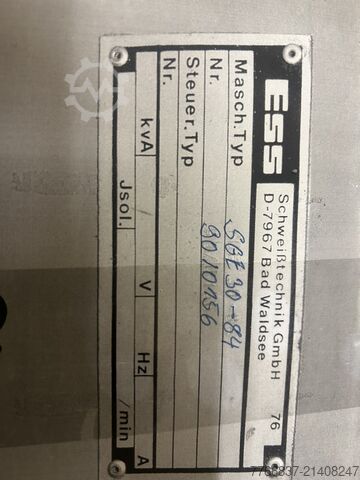 ESS
Schweißtechnik GmbH 76
D-7967 Bad Waldsee
Masch.Typ SGE 30-84
Nr. 9010156
Steuer.Typ
Nr.
kVA V Hz A
Jsol. /min
7768837-21408247